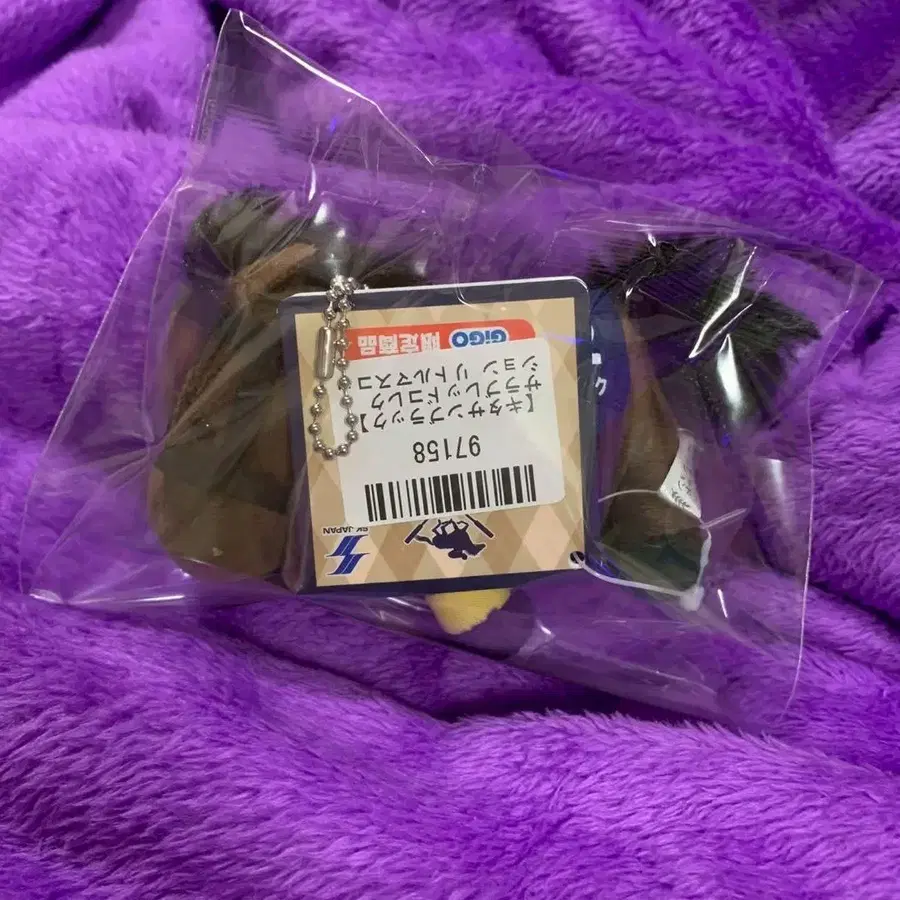 GiGO 限定商品
【キタサンブラック】
サラブレッドコレク
ション リトルマスコ
97158
SK JAPAN
ク